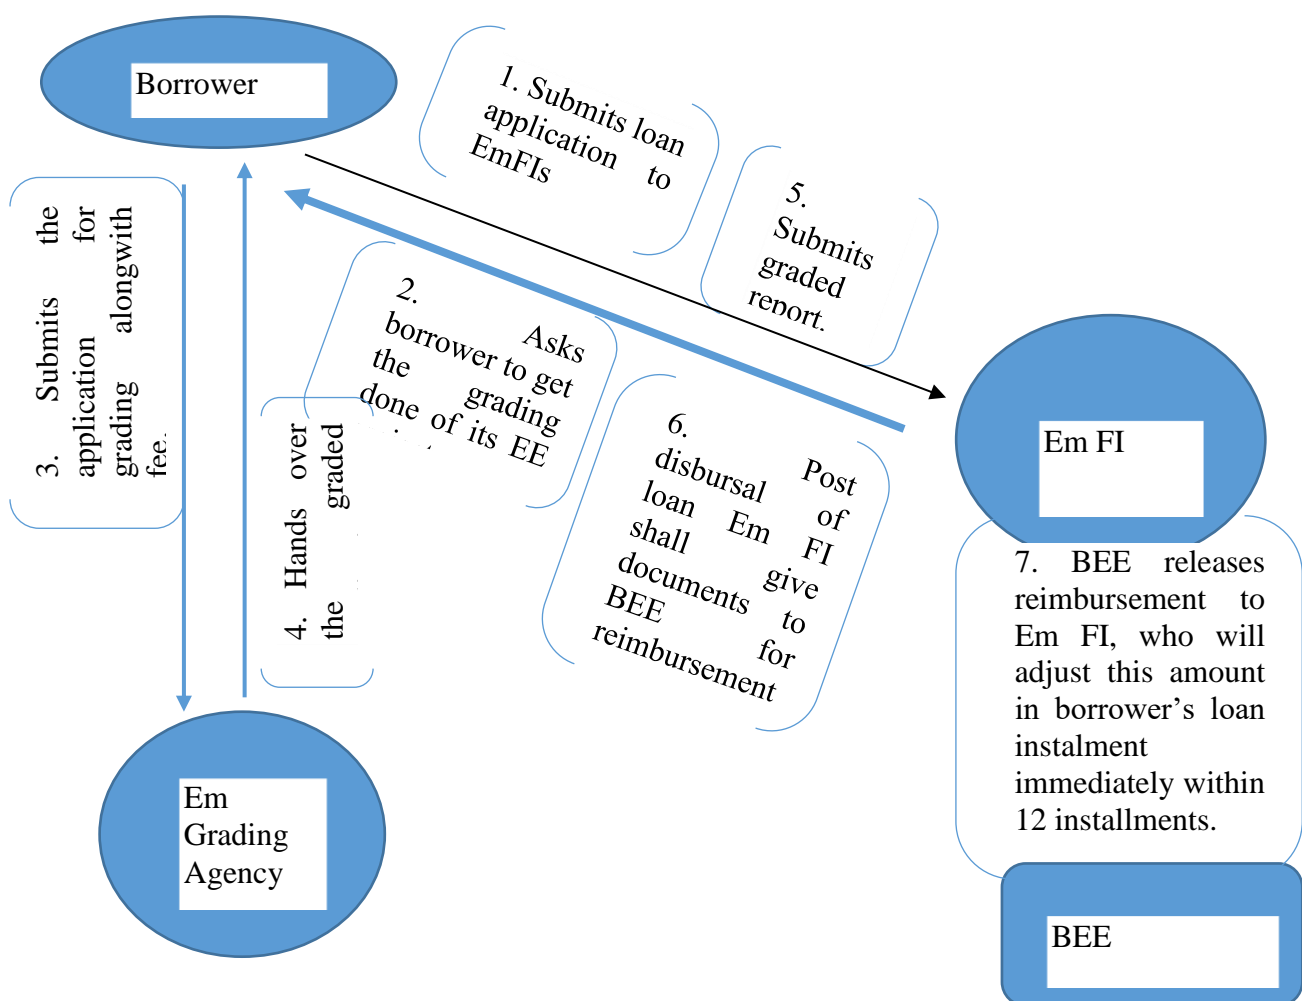 Borrower
1. Submits loan
application to
EmFIs
5.
Submits
graded
report.
2. Asks
borrower to get
the grading
done of its EE
3. Submits the
application for
grading alongwith
fee.
4. Hands over
the graded
6. Post
disbursal of
loan Em FI
shall give
documents to
BEE for
reimbursement
Em FI
7. BEE releases
reimbursement to
Em FI, who will
adjust this amount
in borrower’s loan
instalment
immediately within
12 installments.
Em
Grading
Agency
BEE